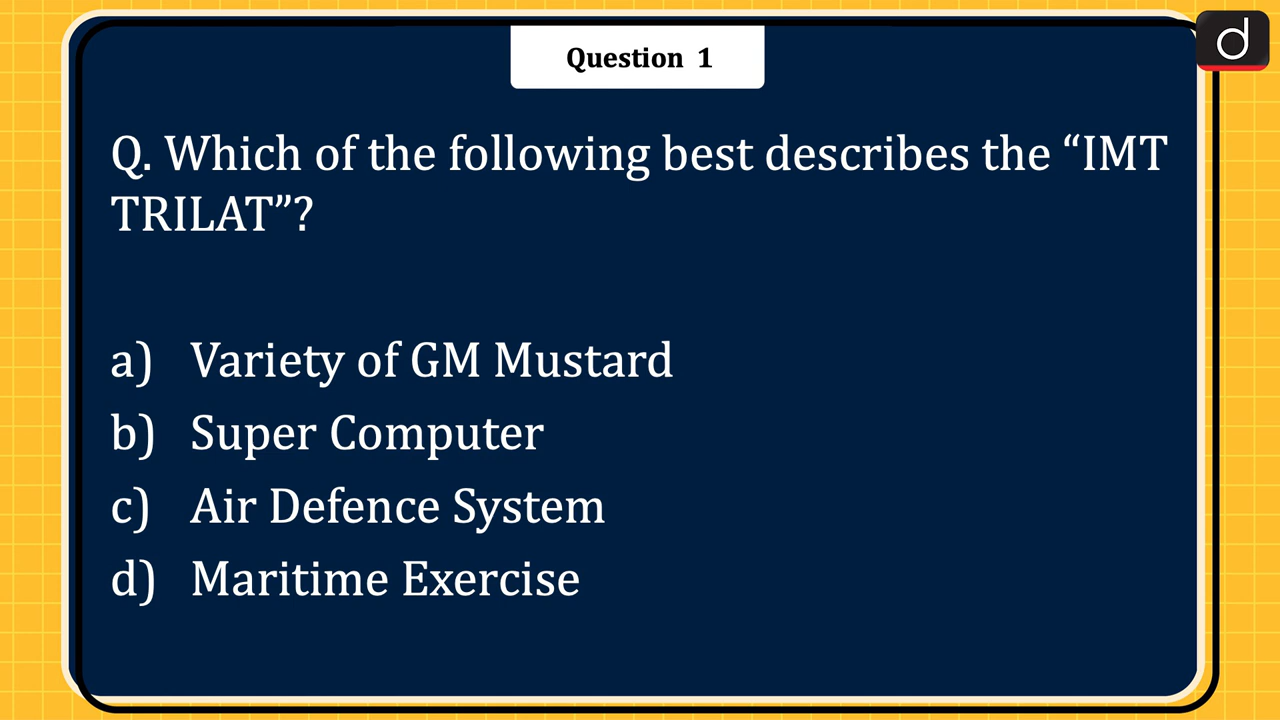 Question 1
d
Q. Which of the following best describes the “IMT
TRILAT”?
a) Variety of GM Mustard
b) Super Computer
c) Air Defence System
d) Maritime Exercise